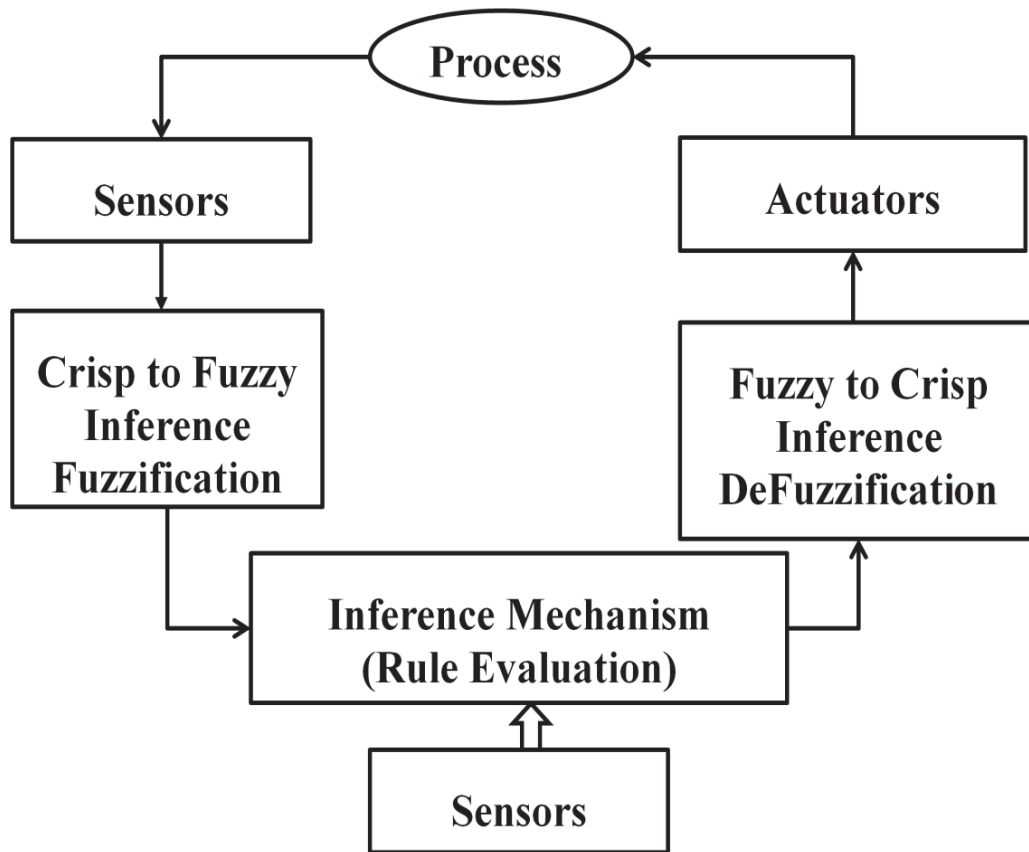 Process
Sensors
Actuators
Crisp to Fuzzy
Inference
Fuzzification
Fuzzy to Crisp
Inference
DeFuzzification
Inference Mechanism
(Rule Evaluation)
Sensors